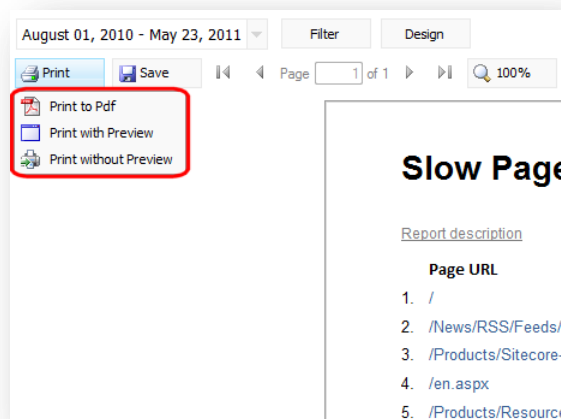 August 01, 2010 - May 23, 2011 Filter Design
Print Save Page 1 of 1 100%
Print to Pdf
Print with Preview
Print without Preview
Slow Page
Report description
Page URL
1. /
2. /News/RSS/Feeds/
3. /Products/Sitecore-
4. /en.aspx
5. /Products/Resource